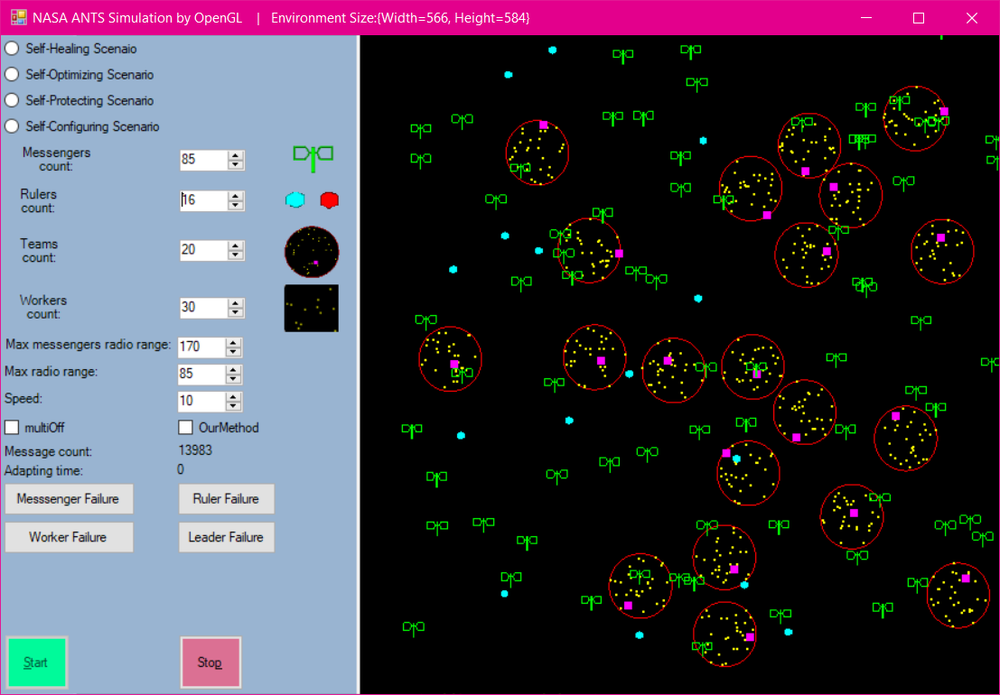 NASA ANTS Simulation by OpenGL | Environment Size:{Width=566, Height=584}
Self-Healing Scenaio
Self-Optimizing Scenario
Self-Protecting Scenario
Self-Configuring Scenario
Messengers
count:
85
Rulers
count:
16
Teams
count:
20
Workers
count:
30
Max messengers radio range: 170
Max radio range: 85
Speed: 10
multiOff OurMethod
Message count: 13983
Adapting time: 0
Messsenger Failure Ruler Failure
Worker Failure Leader Failure
Start Stop